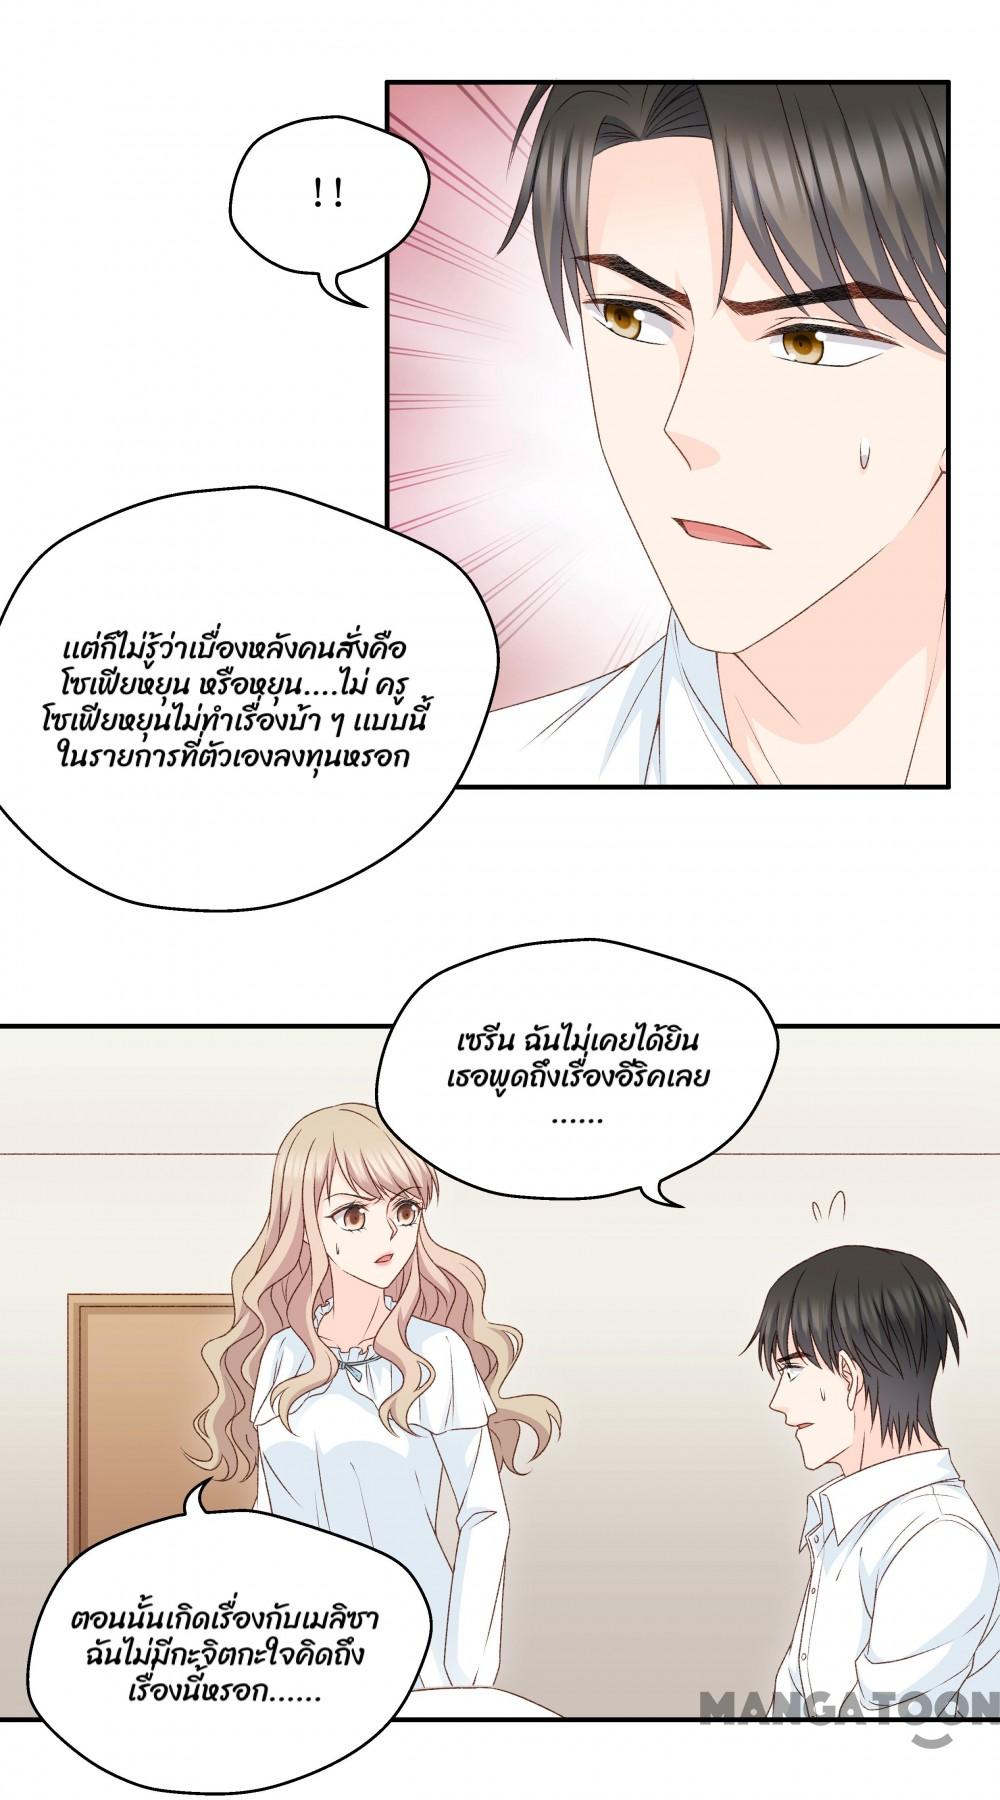 !!
แต่ก็ไม่รู้ว่าเบื่องหลังคนสั่งคือ
โซเฟียหยุน หรือหยุน....ไม่ ครู
โซเฟียหยุนไม่ทำเรื่องบ้า ๆ แบบนี้
ในรายการที่ตัวเองลงทุนหรอก
เซรีน ฉันไม่เคยได้ยิน
เธอพูดถึงเรื่องอีริคเลย
......
ตอนนั้นเกิดเรื่องกับเมลิซา
ฉันไม่มีกะจิตกะใจคิดถึง
เรื่องนี้หรอก......
MANGATOON